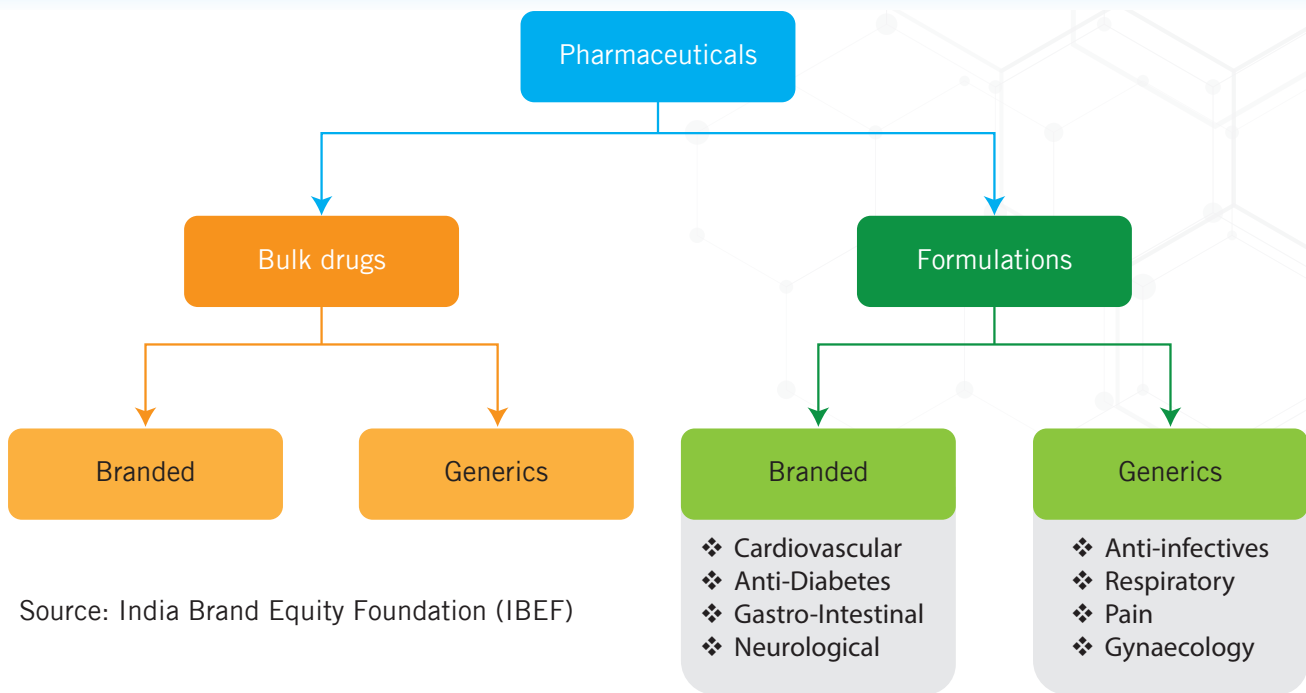 Pharmaceuticals
Bulk drugs
Formulations
Branded
Generics
Branded
Generics
❖ Cardiovascular
❖ Anti-Diabetes
❖ Gastro-Intestinal
❖ Neurological
❖ Anti-infectives
❖ Respiratory
❖ Pain
❖ Gynaecology
Source: India Brand Equity Foundation (IBEF)